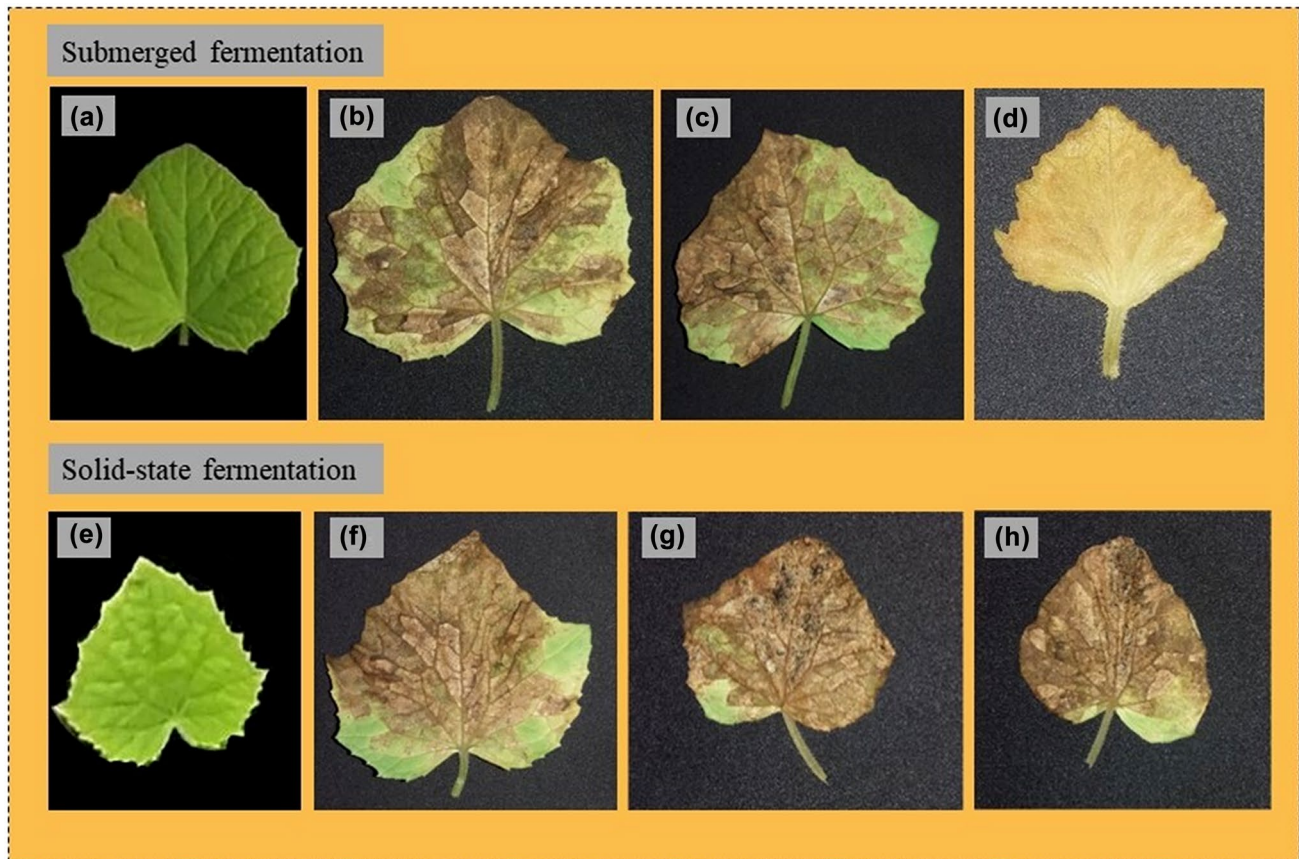 Submerged fermentation
(a)
(b)
(c)
(d)
Solid-state fermentation
(e)
(f)
(g)
(h)